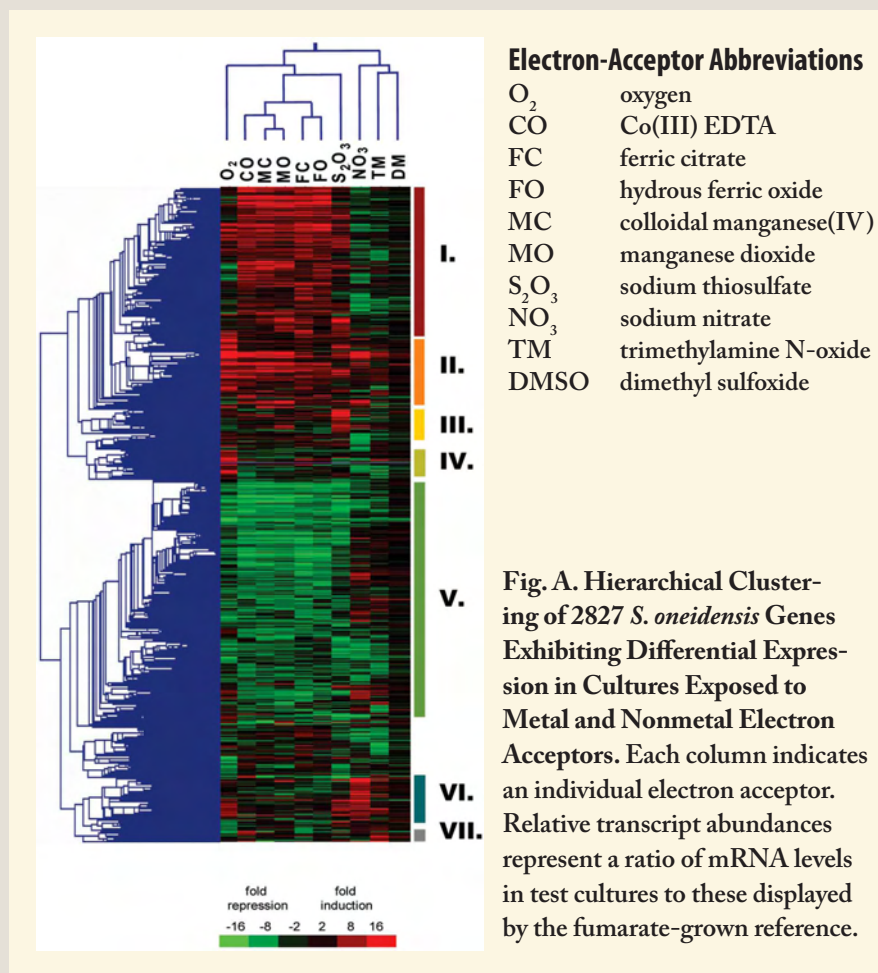 O₂ CO MC MO FC FO S₂O₃ NO₃ TM DM
I.
II.
III.
IV.
V.
VI.
VII.
fold repression
fold induction
-16 -8 -2 2 8 16
Electron-Acceptor Abbreviations
O₂ oxygen
CO Co(III) EDTA
FC ferric citrate
FO hydrous ferric oxide
MC colloidal manganese(IV)
MO manganese dioxide
S₂O₃ sodium thiosulfate
NO₃ sodium nitrate
TM trimethylamine N-oxide
DMSO dimethyl sulfoxide
Fig. A. Hierarchical Cluster-
ing of 2827 S. oneidensis Genes
Exhibiting Differential Expres-
sion in Cultures Exposed to
Metal and Nonmetal Electron
Acceptors. Each column indicates
an individual electron acceptor.
Relative transcript abundances
represent a ratio of mRNA levels
in test cultures to these displayed
by the fumarate-grown reference.